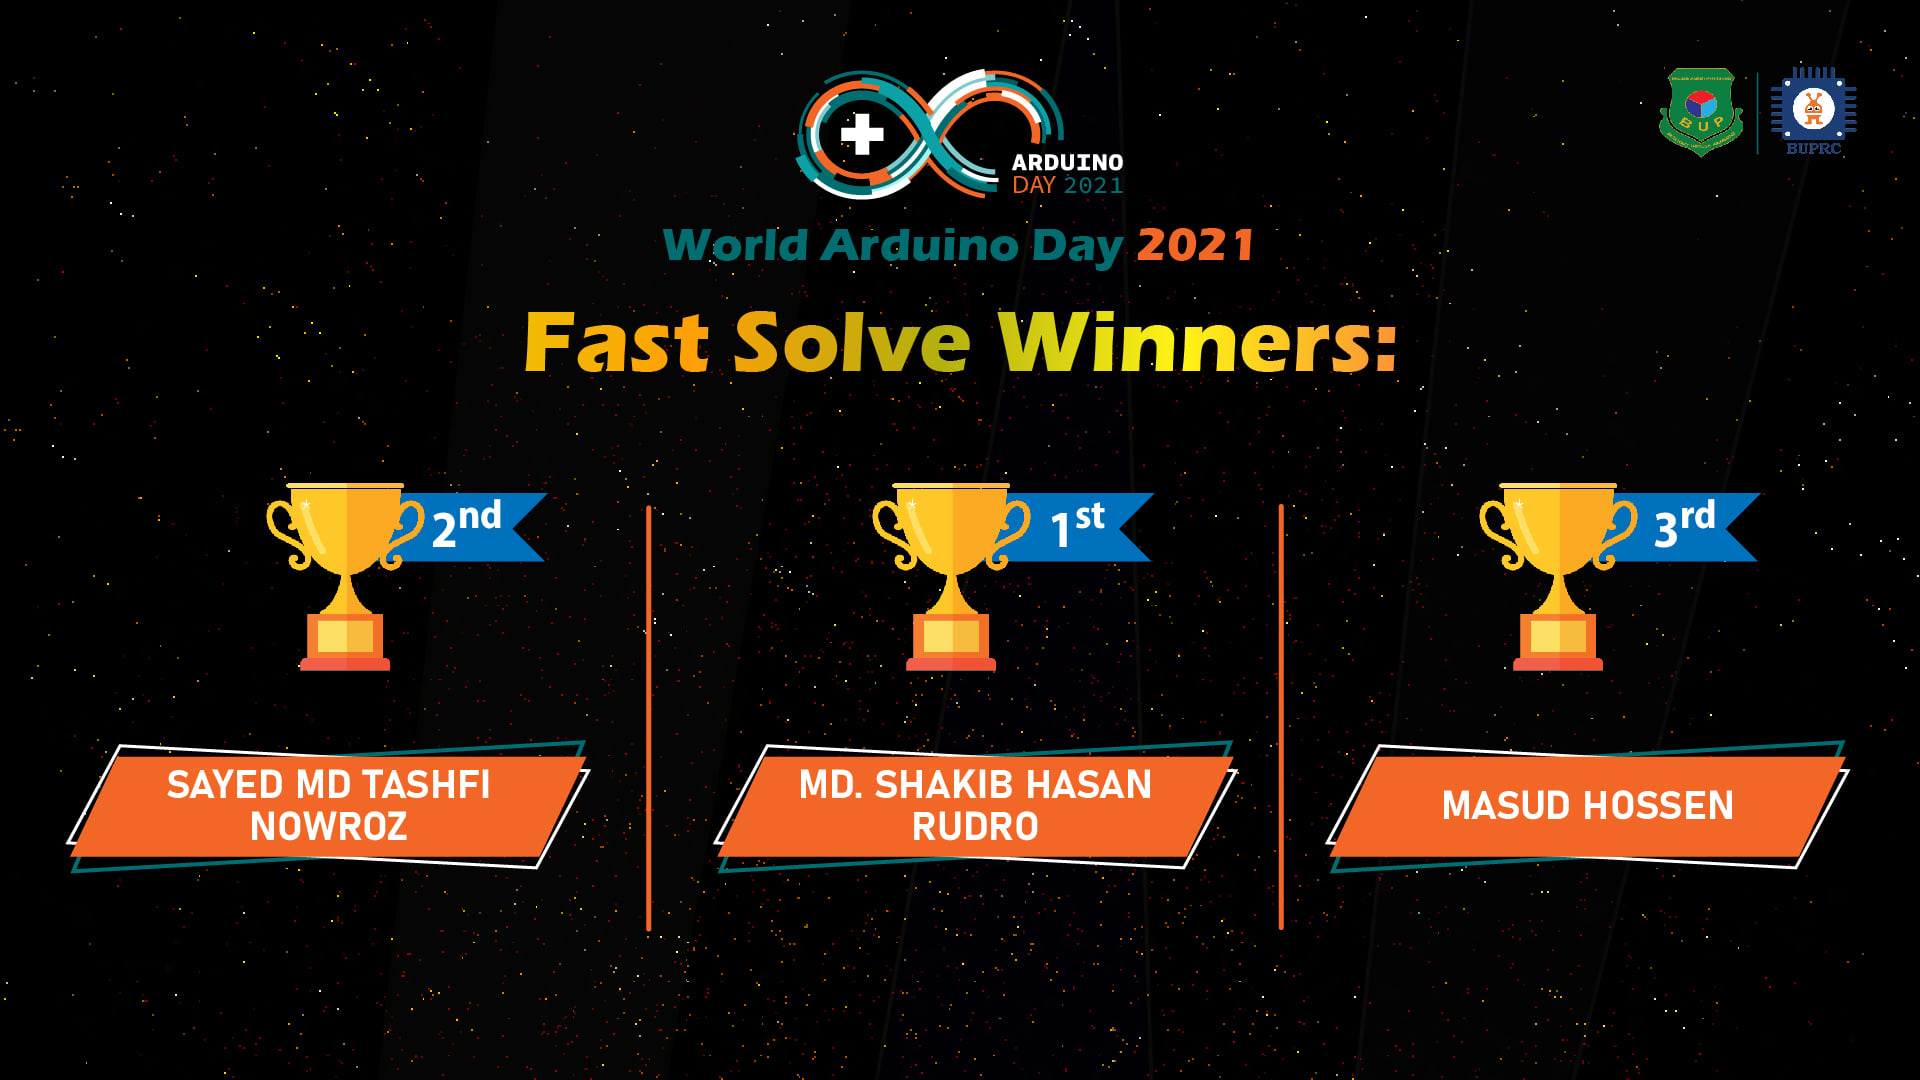 ARDUINO
DAY 2021
BUP
BUPRC
World Arduino Day 2021
Fast Solve Winners:
2nd
1st
3rd
SAYED MD TASHFI
NOWROZ
MD. SHAKIB HASAN
RUDRO
MASUD HOSSEN